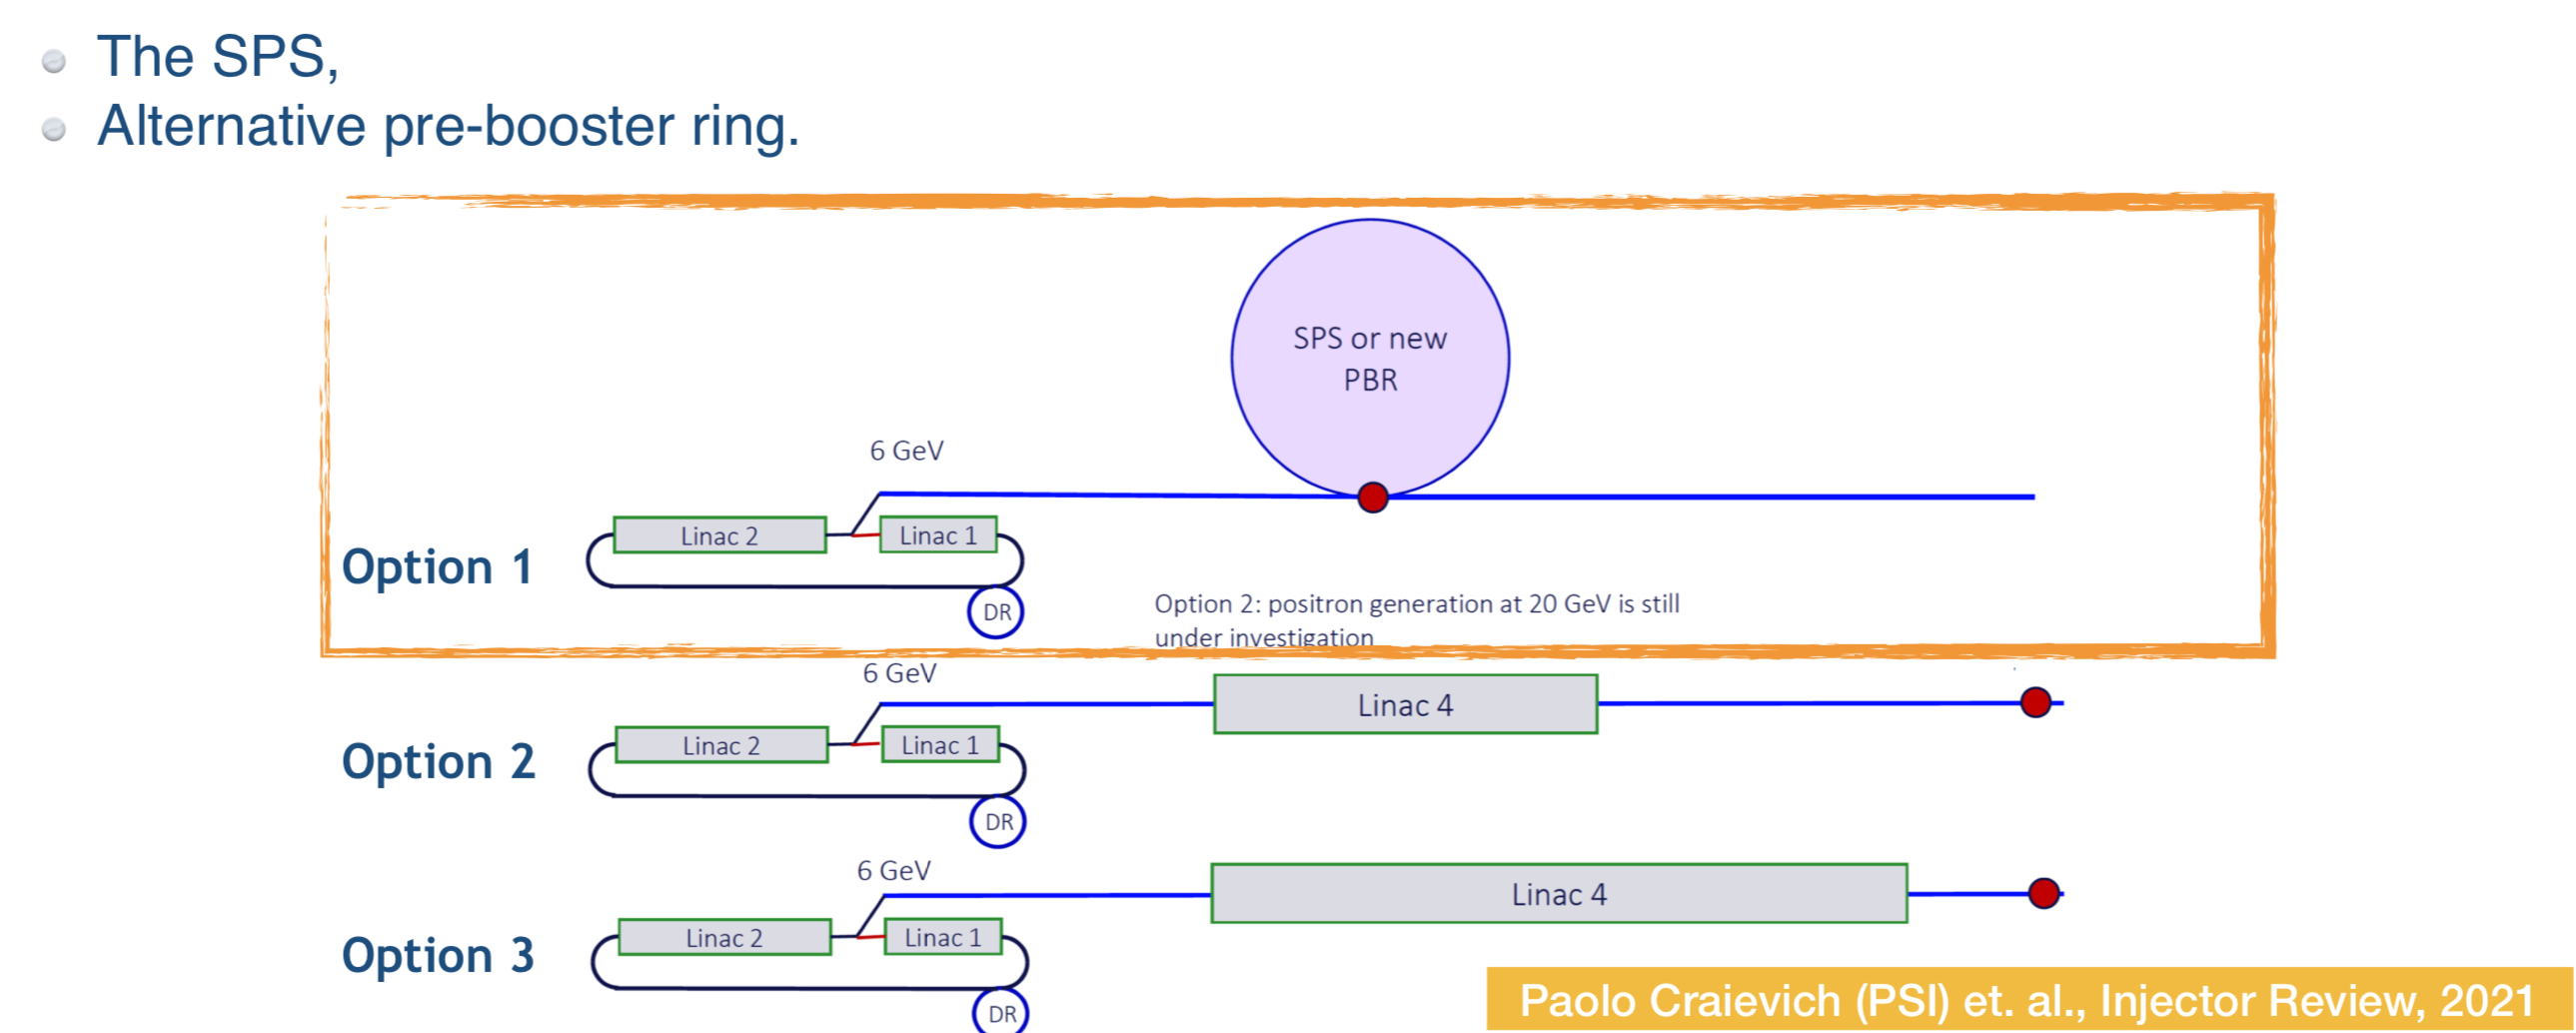 The SPS,
Alternative pre-booster ring.
SPS or new
PBR
6 GeV
Linac 2
Linac 1
Option 1
DR
Option 2: positron generation at 20 GeV is still
under investigation
6 GeV
Linac 4
Linac 2
Linac 1
Option 2
DR
6 GeV
Linac 4
Linac 2
Linac 1
Option 3
DR
Paolo Craievich (PSI) et. al., Injector Review, 2021